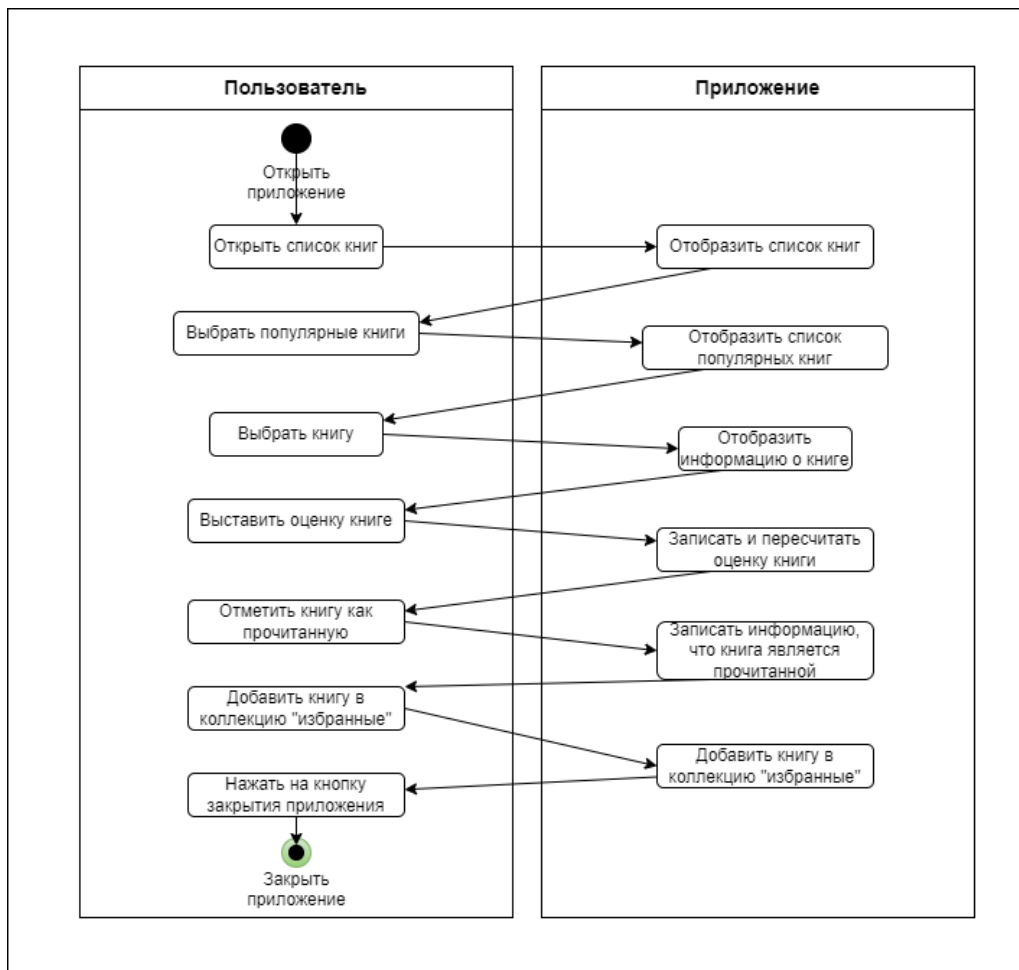 Пользователь
Приложение
Открыть
приложение
Открыть список книг
Отобразить список книг
Выбрать популярные книги
Отобразить список
популярных книг
Выбрать книгу
Отобразить
информацию о книге
Выставить оценку книге
Записать и пересчитать
оценку книги
Отметить книгу как
прочитанную
Записать информацию,
что книга является
прочитанной
Добавить книгу в
коллекцию "избранные"
Добавить книгу в
коллекцию "избранные"
Нажать на кнопку
закрытия приложения
Закрыть
приложение